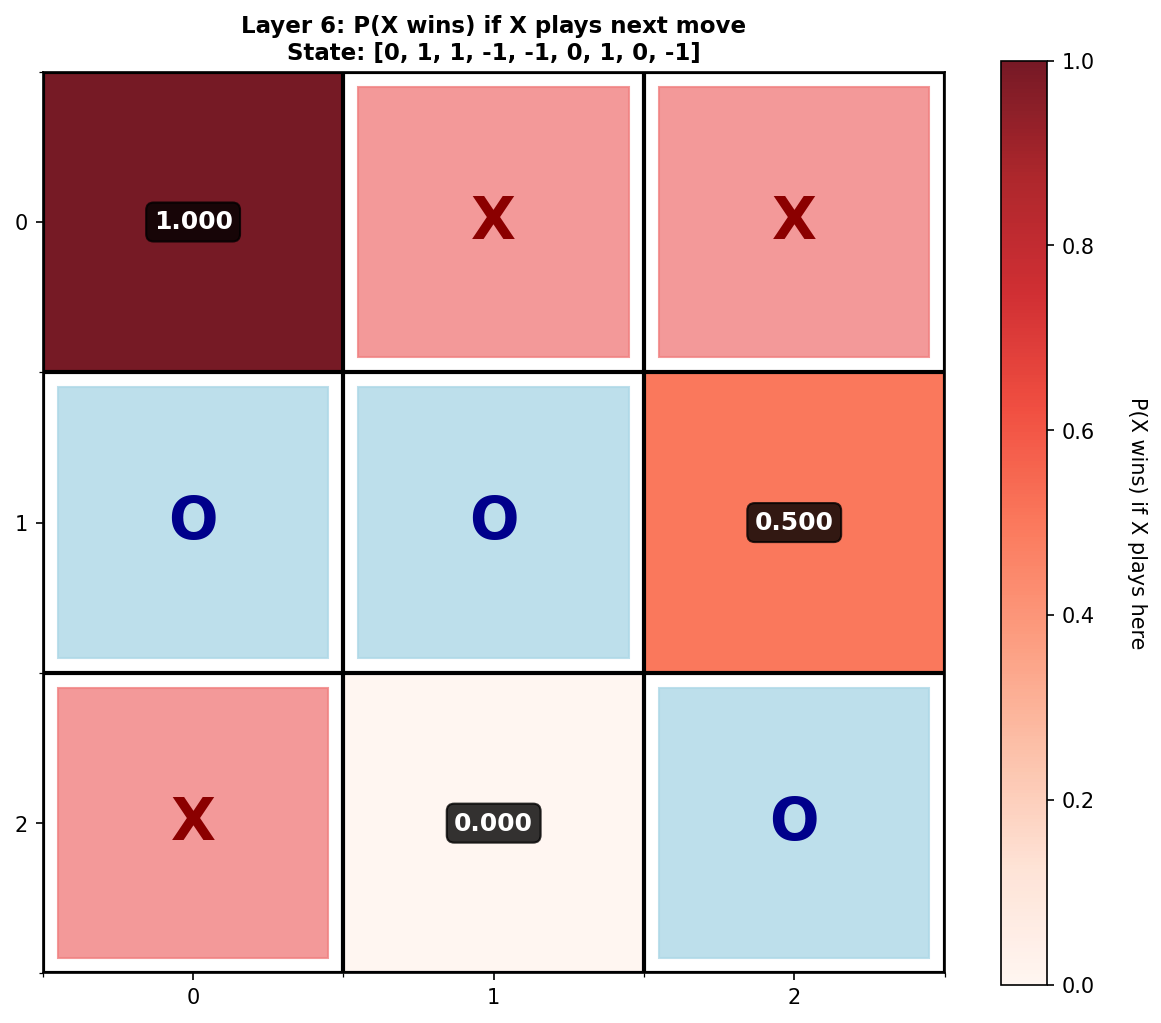 Layer 6: P(X wins) if X plays next move
State: [0, 1, 1, -1, -1, 0, 1, 0, -1]
1.000 X X
O O 0.500
X 0.000 O
0
1
2
0 1 2
1.0
0.8
0.6
0.4
0.2
0.0
P(X wins) if X plays here